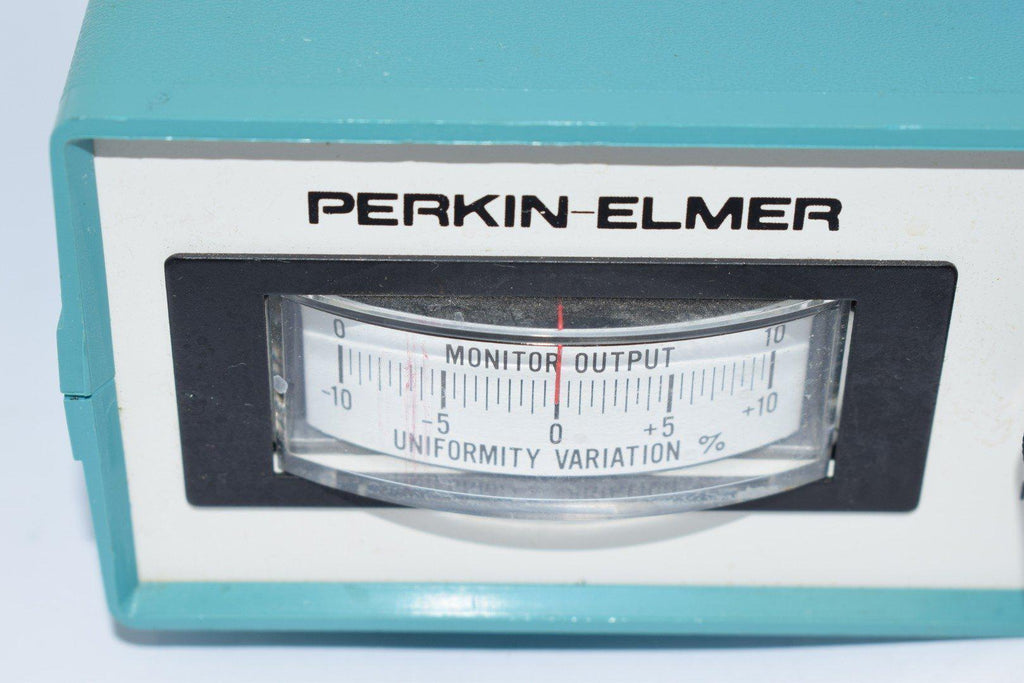 PERKIN-ELMER
0 10
MONITOR OUTPUT
-10 -5 0 +5 +10
UNIFORMITY VARIATION %